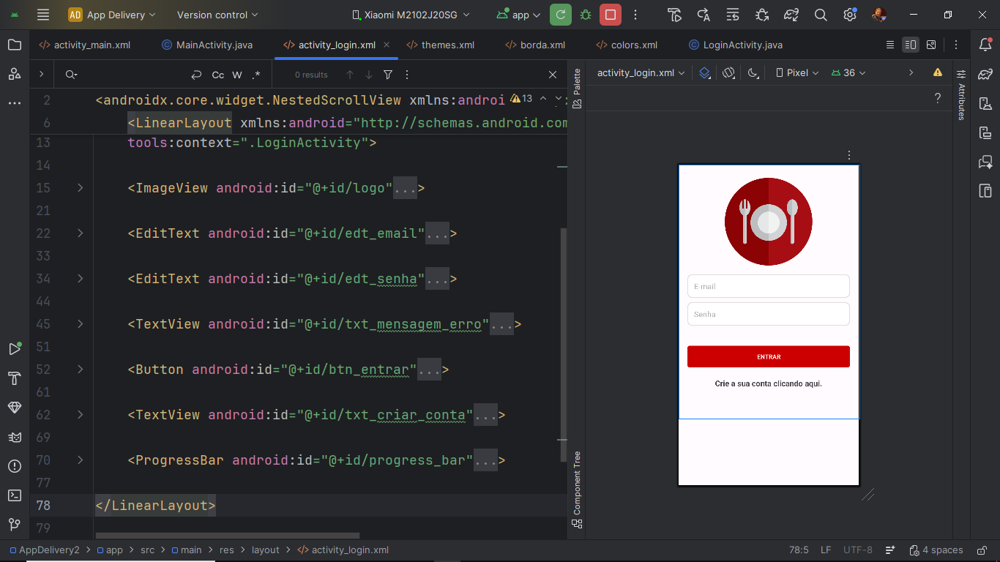 AD App Delivery Version control Xiaomi M2102J20SG app
activity_main.xml MainActivity.java activity_login.xml themes.xml borda.xml colors.xml LoginActivity.java
Cc W .* 0 results
activity_login.xml Pixel 36
Palette
Attributes
?
2 <androidx.core.widget.NestedScrollView xmlns:androi 13
6 <LinearLayout xmlns:android="http://schemas.android.com
13 tools:context=".LoginActivity">
14
15 <ImageView android:id="@+id/logo"...>
21
22 <EditText android:id="@+id/edt_email"...>
33
34 <EditText android:id="@+id/edt_senha"...>
44
45 <TextView android:id="@+id/txt_mensagem_erro"...>
51
52 <Button android:id="@+id/btn_entrar"...>
61
62 <TextView android:id="@+id/txt_criar_conta"...>
69
70 <ProgressBar android:id="@+id/progress_bar"...>
77
78 </LinearLayout>
79
E-mail
Senha
ENTRAR
Crie a sua conta clicando aqui.
Component Tree
AppDelivery2 > app > src > main > res > layout > activity_login.xml 78:5 LF UTF-8 4 spaces